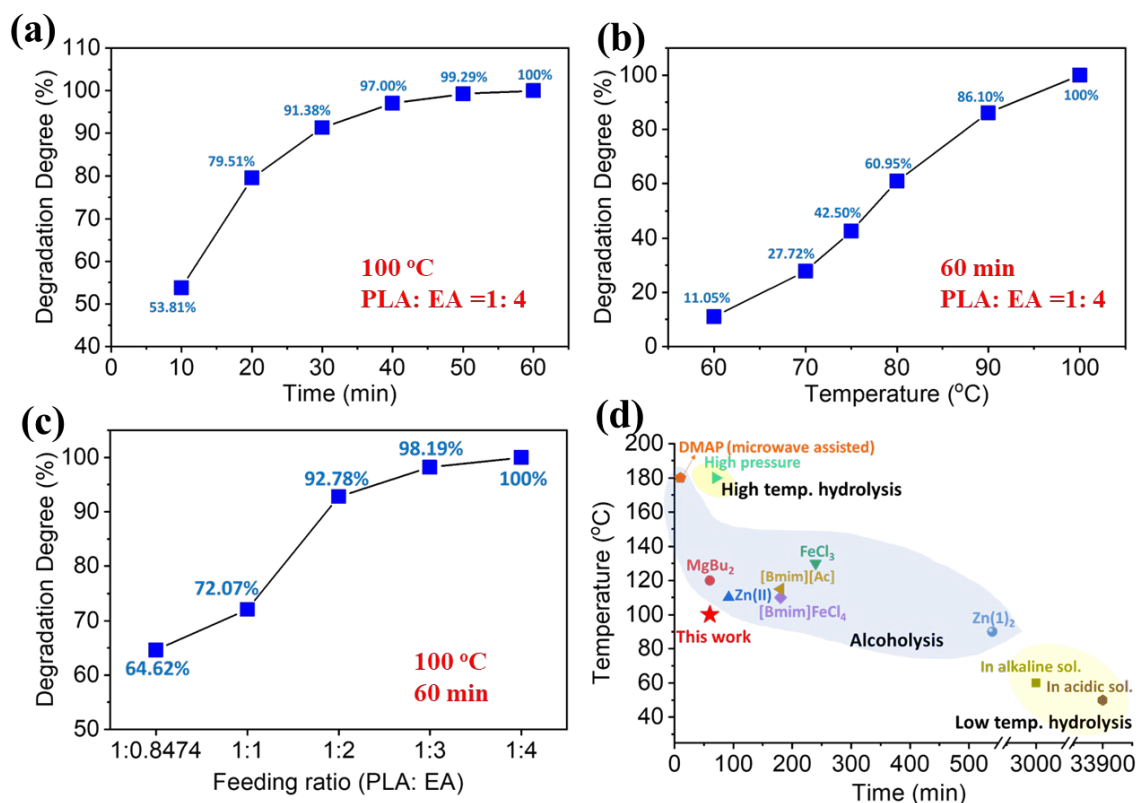 (a)
Degradation Degree (%)
110
100
90
80
70
60
50
40
53.81%
79.51%
91.38%
97.00%
99.29%
100%
100 °C
PLA: EA =1: 4
0 10 20 30 40 50 60
Time (min)
(b)
Degradation Degree (%)
100
80
60
40
20
0
11.05%
27.72%
42.50%
60.95%
86.10%
100%
60 min
PLA: EA =1: 4
60 70 80 90 100
Temperature (°C)
(c)
Degradation Degree (%)
100
90
80
70
60
50
64.62%
72.07%
92.78%
98.19%
100%
100 °C
60 min
1:0.8474 1:1 1:2 1:3 1:4
Feeding ratio (PLA: EA)
(d)
Temperature (°C)
200
180
160
140
120
100
80
60
40
DMAP (microwave assisted)
High pressure
High temp. hydrolysis
FeCl3
MgBu2
[Bmim][Ac]
Zn(II)
[Bmim]FeCl4
This work
Zn(1)2
Alcoholysis
In alkaline sol.
In acidic sol.
Low temp. hydrolysis
0 100 200 300 400 500 3000 33900
Time (min)